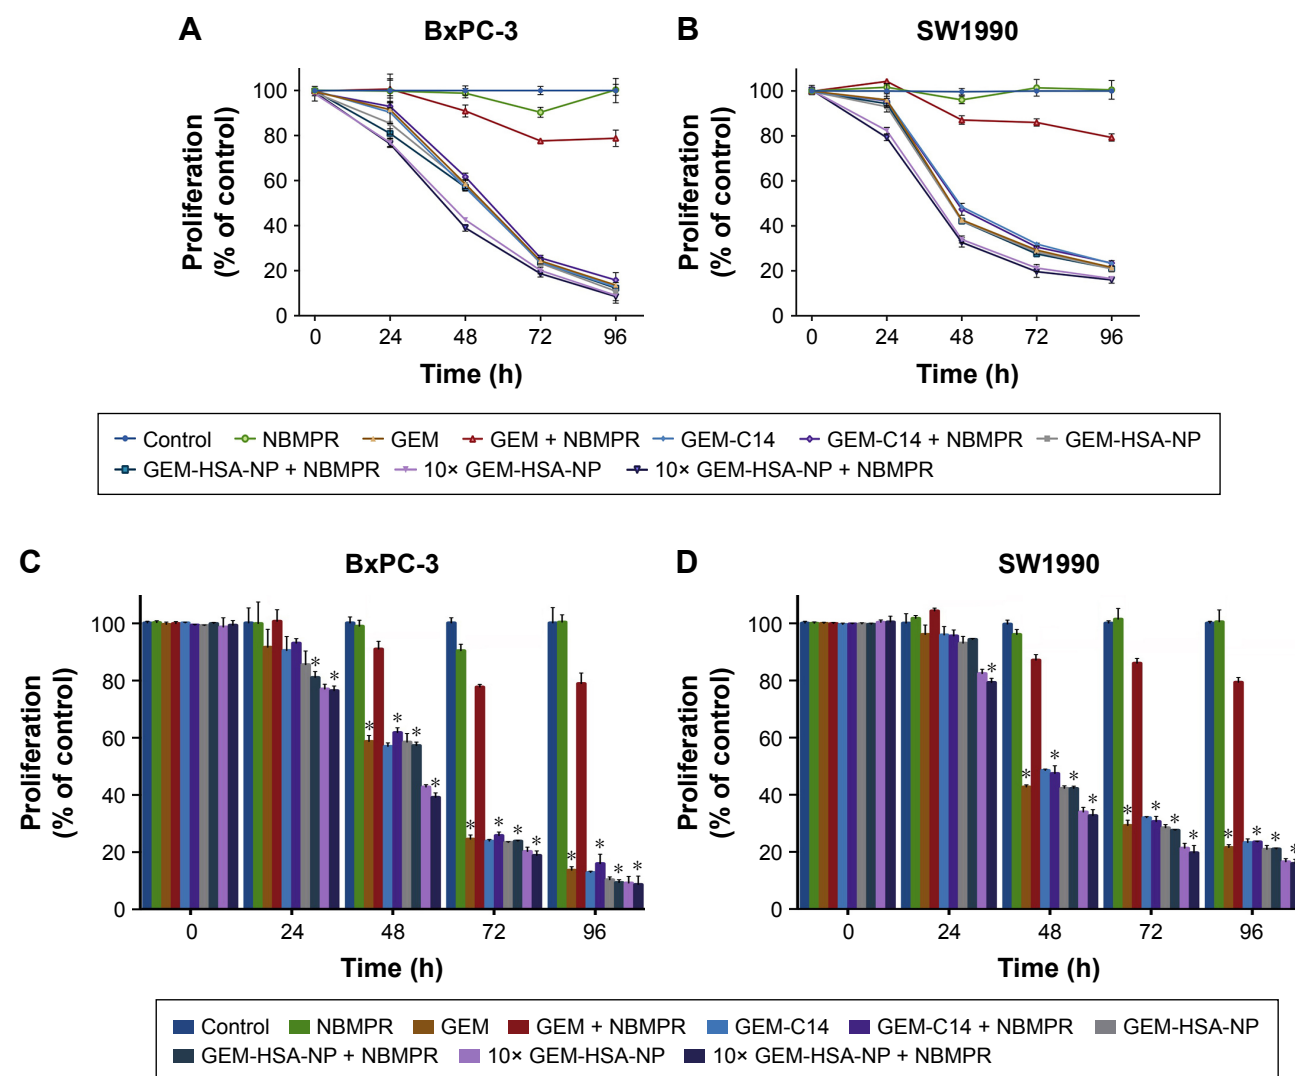 A
BxPC-3
B
SW1990
Proliferation
(% of control)
100
80
60
40
20
0
0 24 48 72 96
Time (h)
Proliferation
(% of control)
100
80
60
40
20
0
0 24 48 72 96
Time (h)
Control NBMPR GEM GEM + NBMPR GEM-C14 GEM-C14 + NBMPR GEM-HSA-NP
GEM-HSA-NP + NBMPR 10× GEM-HSA-NP 10× GEM-HSA-NP + NBMPR
C
BxPC-3
D
SW1990
Proliferation
(% of control)
100
80
60
40
20
0
* * * * * * * * * * * * * *
0 24 48 72 96
Time (h)
Proliferation
(% of control)
100
80
60
40
20
0
* * * * * * * * * * * * *
0 24 48 72 96
Time (h)
Control NBMPR GEM GEM + NBMPR GEM-C14 GEM-C14 + NBMPR GEM-HSA-NP
GEM-HSA-NP + NBMPR 10× GEM-HSA-NP 10× GEM-HSA-NP + NBMPR